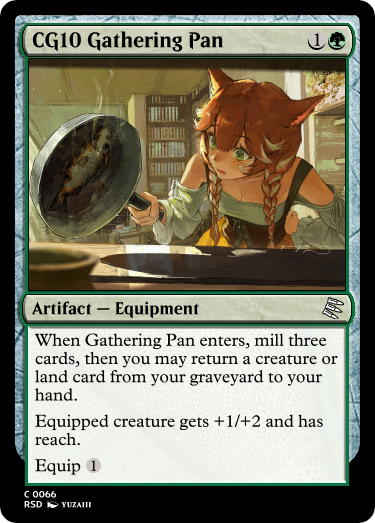 CG10 Gathering Pan 1
Artifact — Equipment
When Gathering Pan enters, mill three
cards, then you may return a creature or
land card from your graveyard to your
hand.
Equipped creature gets +1/+2 and has
reach.
Equip 1
C 0066
RSD YUZAIII